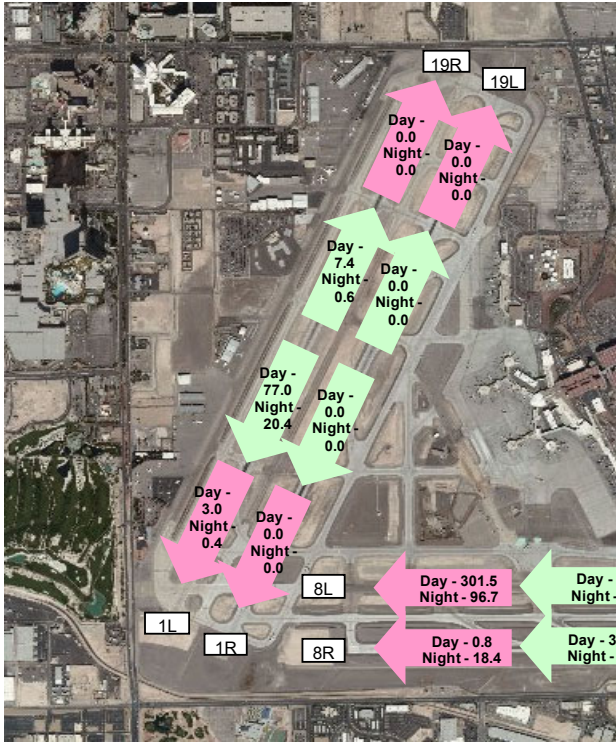 19R
19L
Day -
0.0
Night -
0.0
Day -
0.0
Night -
0.0
Day -
7.4
Night -
0.6
Day -
0.0
Night -
0.0
Day -
77.0
Night -
20.4
Day -
0.0
Night -
0.0
Day -
3.0
Night -
0.4
Day -
0.0
Night -
0.0
8L
Day - 301.5
Night - 96.7
Day -
Night -
1L
1R
8R
Day - 0.8
Night - 18.4
Day - 3
Night -